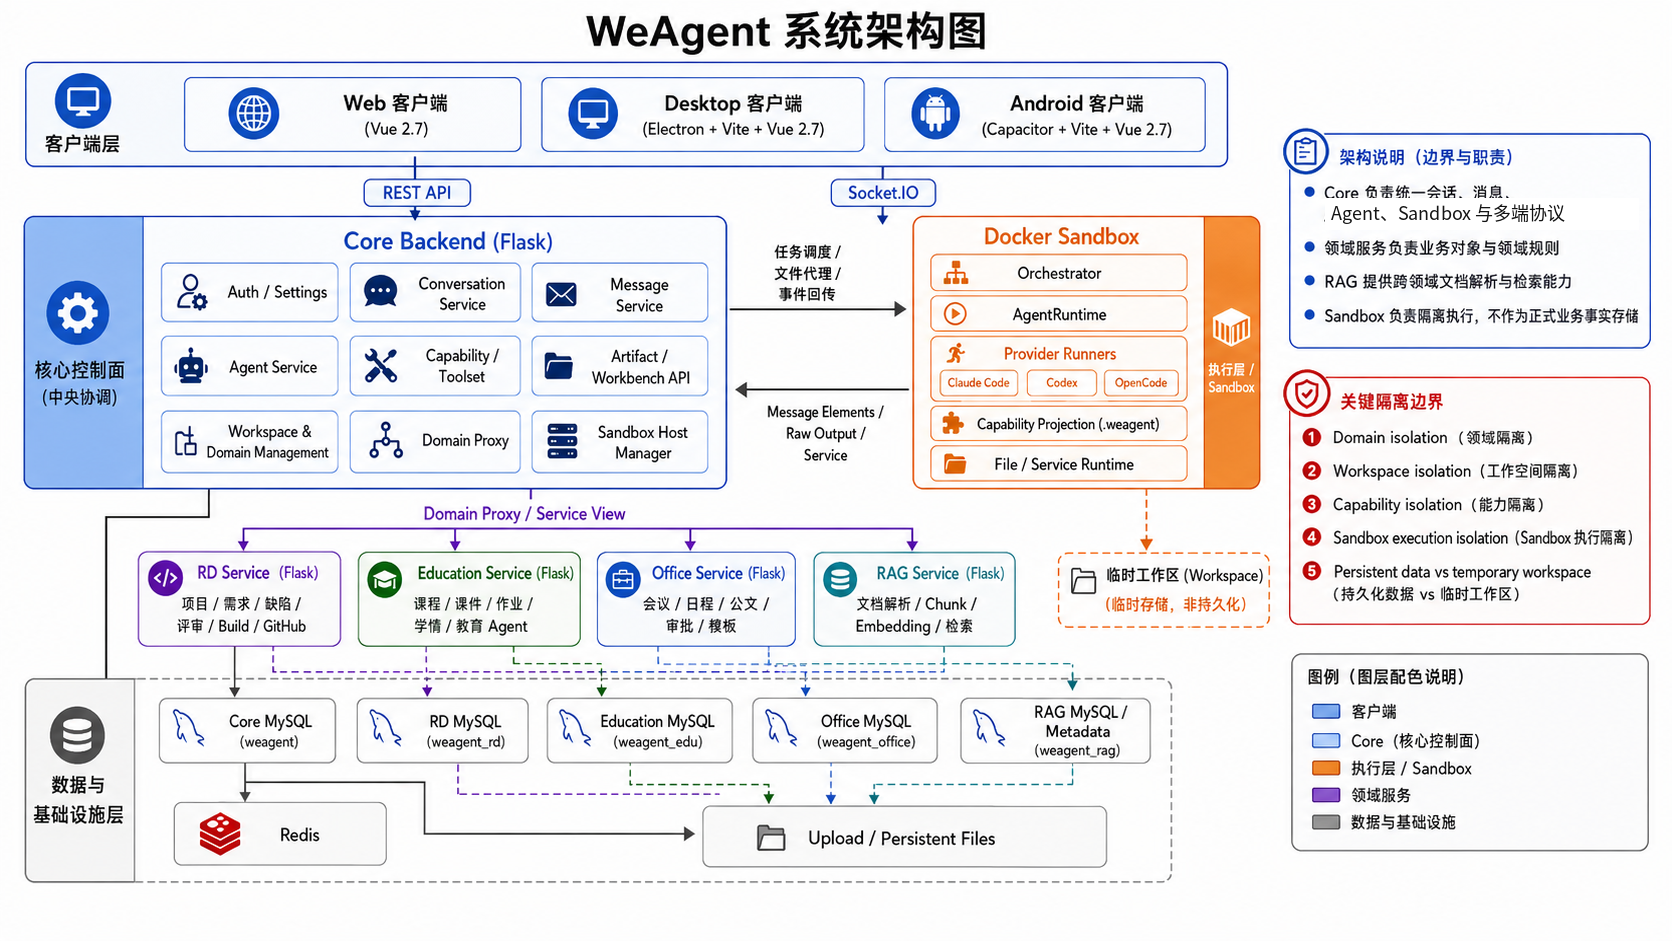 WeAgent 系统架构图
客户端层
Web 客户端
(Vue 2.7)
Desktop 客户端
(Electron + Vite + Vue 2.7)
Android 客户端
(Capacitor + Vite + Vue 2.7)
REST API
Socket.IO
核心控制面
(中央协调)
Core Backend (Flask)
Auth / Settings
Conversation
Service
Message
Service
Agent Service
Capability /
Toolset
Artifact /
Workbench API
Workspace &
Domain Management
Domain Proxy
Sandbox Host
Manager
任务调度 /
文件代理 /
事件回传
Message Elements /
Raw Output /
Service
Docker Sandbox
Orchestrator
AgentRuntime
Provider Runners
Claude Code
Codex
OpenCode
Capability Projection (.weagent)
File / Service Runtime
执行层 /
Sandbox
Domain Proxy / Service View
RD Service (Flask)
项目 / 需求 / 缺陷 /
评审 / Build / GitHub
Education Service (Flask)
课程 / 课件 / 作业 /
学情 / 教育 Agent
Office Service (Flask)
会议 / 日程 / 公文 /
审批 / 模板
RAG Service (Flask)
文档解析 / Chunk /
Embedding / 检索
临时工作区 (Workspace)
(临时存储, 非持久化)
数据与
基础设施层
Core MySQL
(weagent)
RD MySQL
(weagent_rd)
Education MySQL
(weagent_edu)
Office MySQL
(weagent_office)
RAG MySQL /
Metadata
(weagent_rag)
Redis
Upload / Persistent Files
架构说明（边界与职责）
Core 负责统一会话、消息、
Agent、Sandbox 与多端协议
领域服务负责业务对象与领域规则
RAG 提供跨领域文档解析与检索能力
Sandbox 负责隔离执行，不作为正式业务事实存储
关键隔离边界
1 Domain isolation（领域隔离）
2 Workspace isolation（工作空间隔离）
3 Capability isolation（能力隔离）
4 Sandbox execution isolation（Sandbox 执行隔离）
5 Persistent data vs temporary workspace
（持久化数据 vs 临时工作区）
图例（图层配色说明）
客户端
Core（核心控制面）
执行层 / Sandbox
领域服务
数据与基础设施